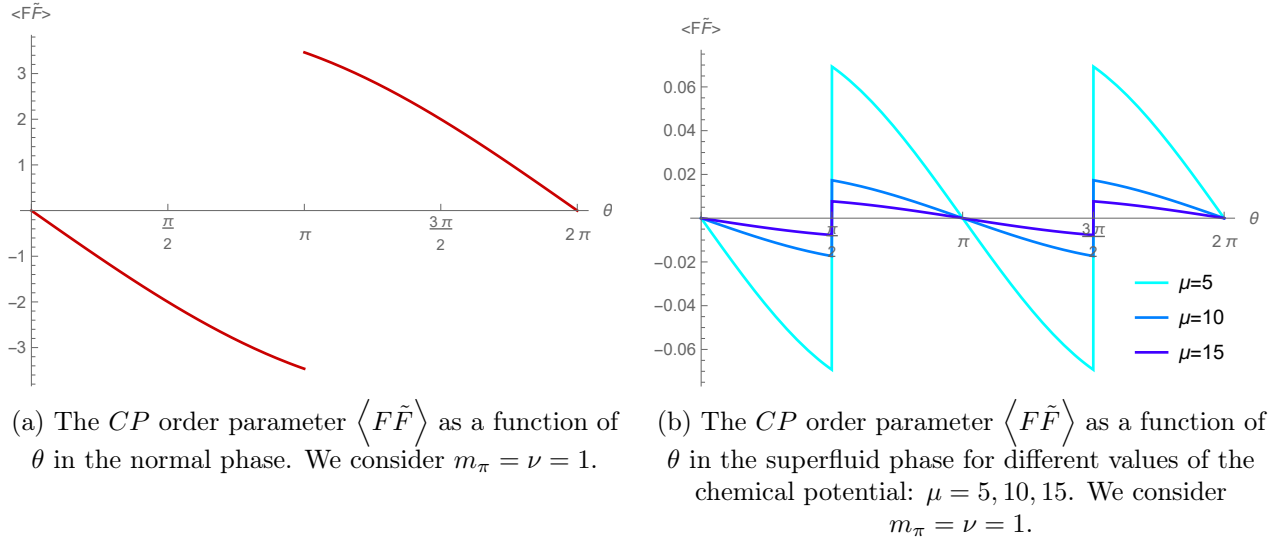 <FF̃>
3
2
1
−1
−2
−3
π/2
π
3π/2
2π
θ
(a) The CP order parameter ⟨FF̃⟩ as a function of
θ in the normal phase. We consider m_π = ν = 1.
<FF̃>
0.06
0.04
0.02
−0.02
−0.04
−0.06
π/2
π
3π/2
2π
θ
μ=5
μ=10
μ=15
(b) The CP order parameter ⟨FF̃⟩ as a function of
θ in the superfluid phase for different values of the
chemical potential: μ = 5, 10, 15. We consider
m_π = ν = 1.